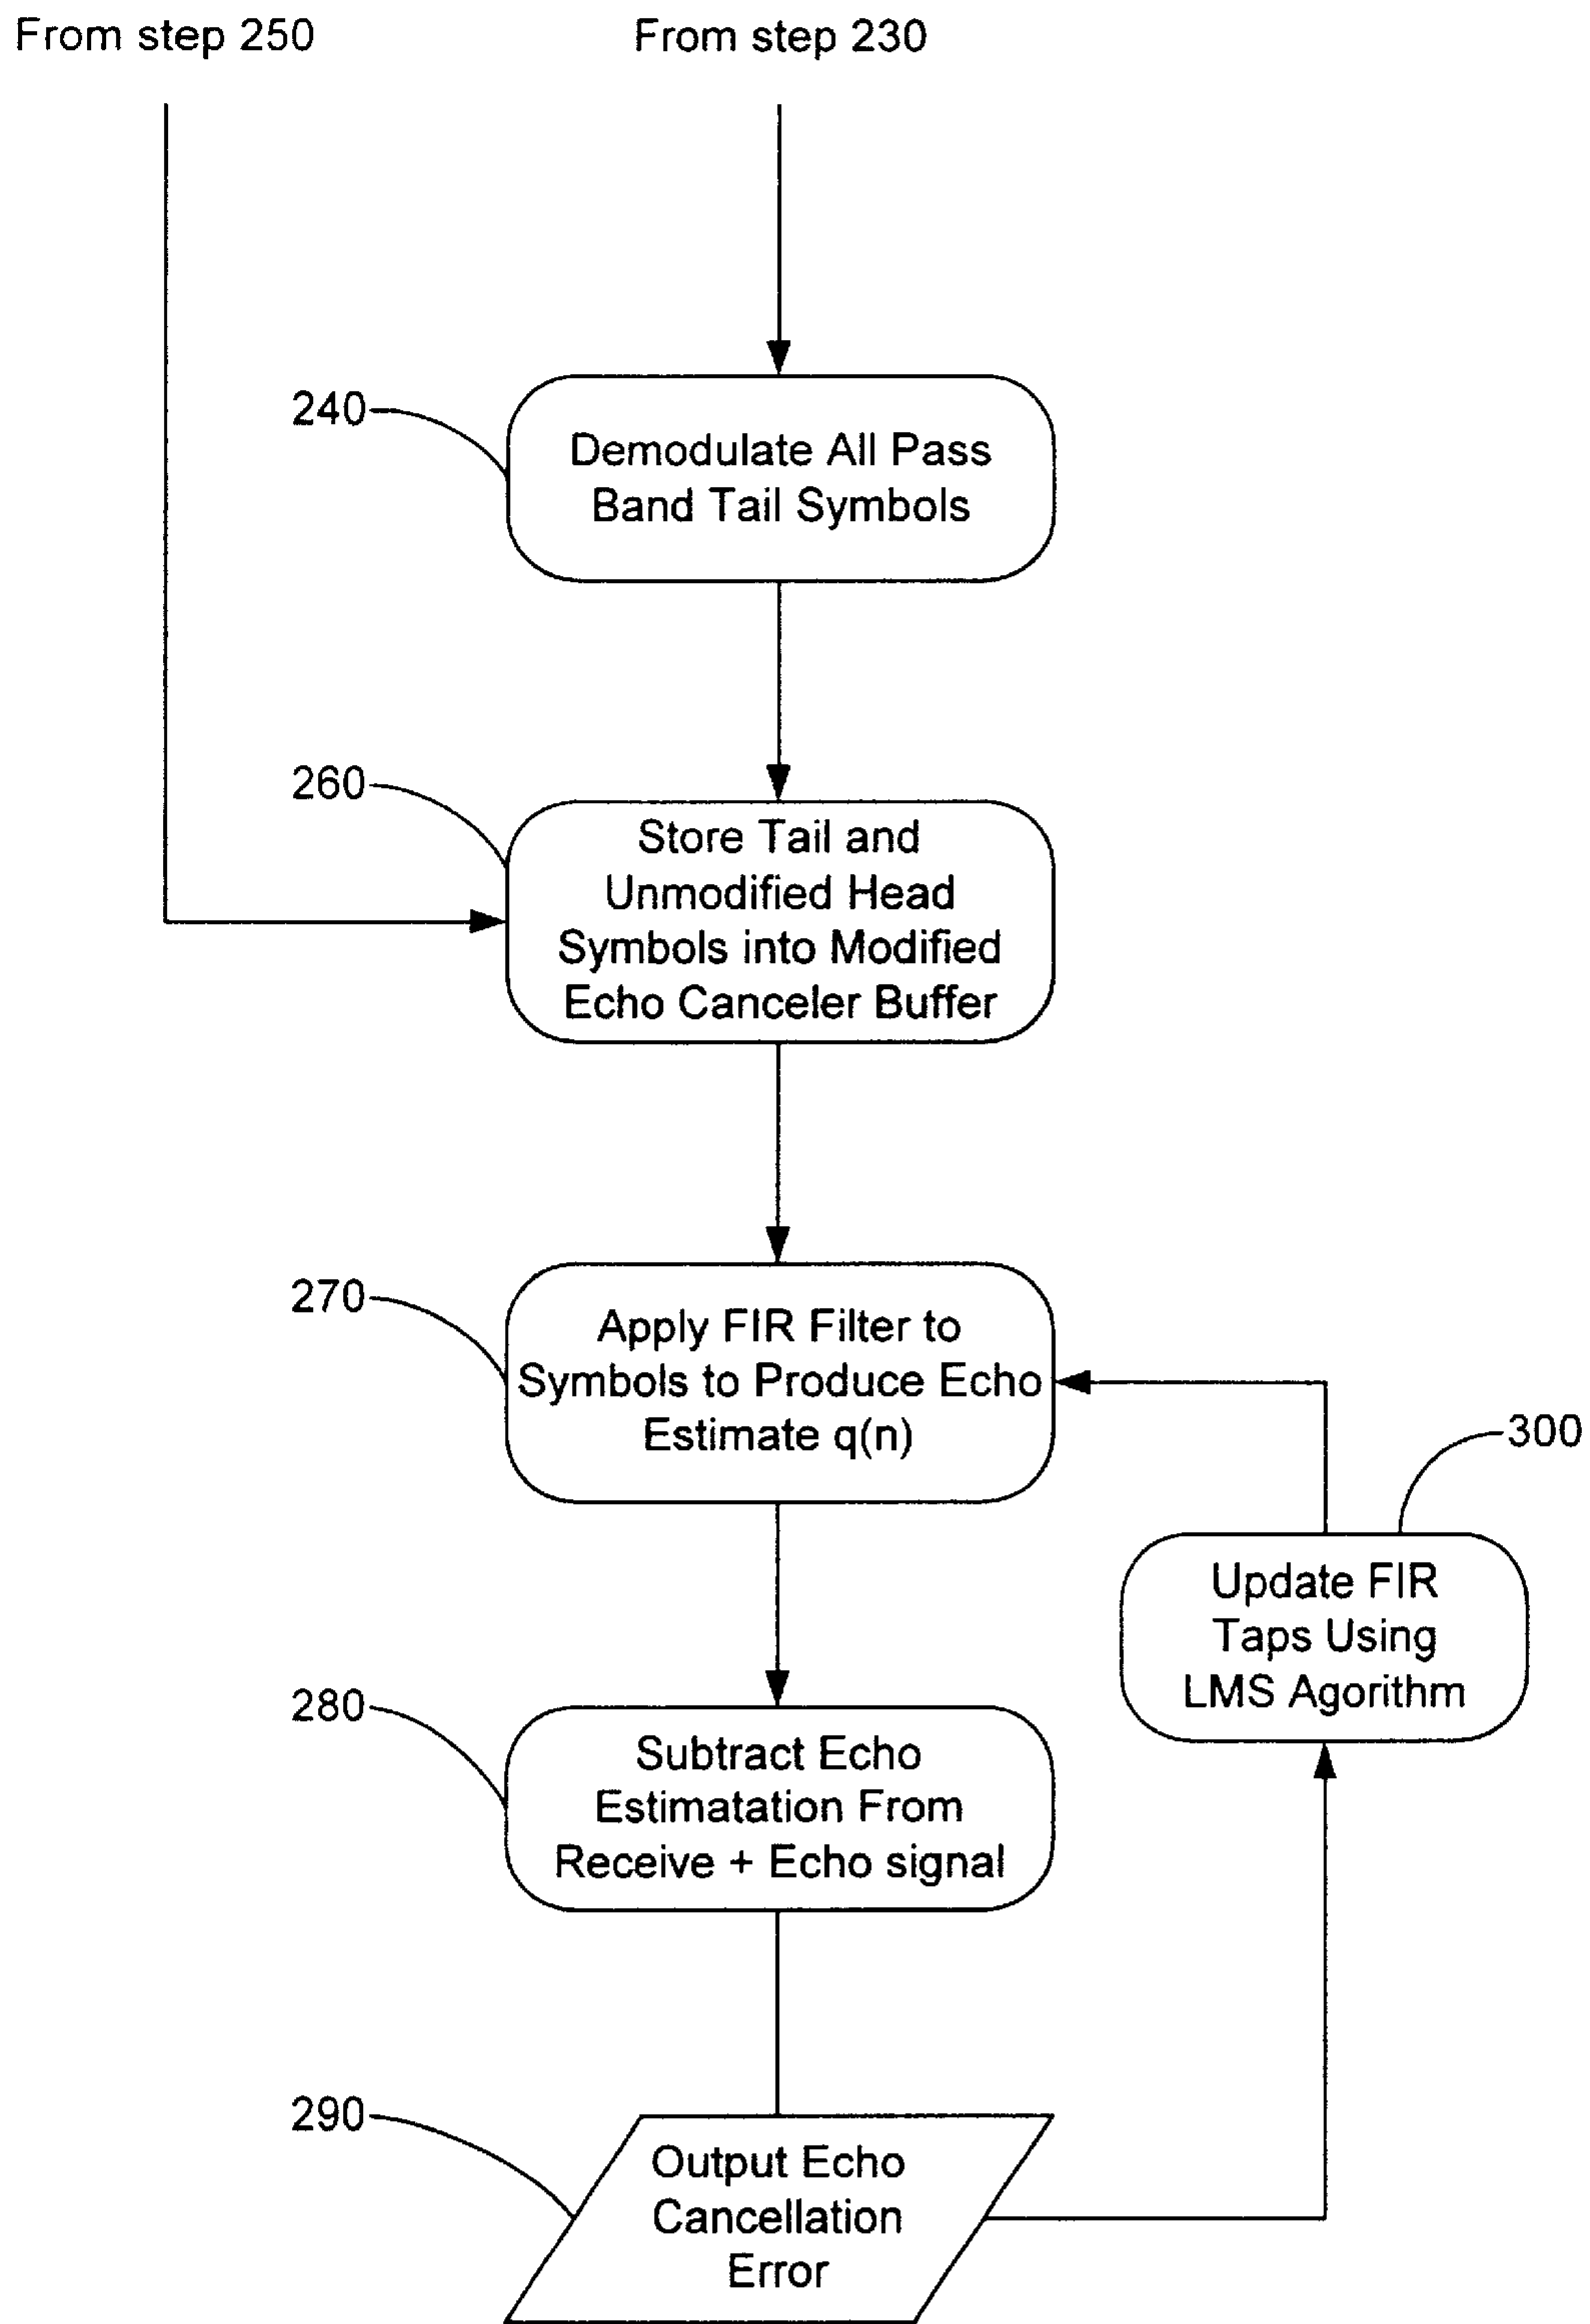 From step 250
From step 230
240
Demodulate All Pass
Band Tail Symbols
260
Store Tail and
Unmodified Head
Symbols into Modified
Echo Canceler Buffer
270
Apply FIR Filter to
Symbols to Produce Echo
Estimate q(n)
300
Update FIR
Taps Using
LMS Agorithm
280
Subtract Echo
Estimatation From
Receive + Echo signal
290
Output Echo
Cancellation
Error